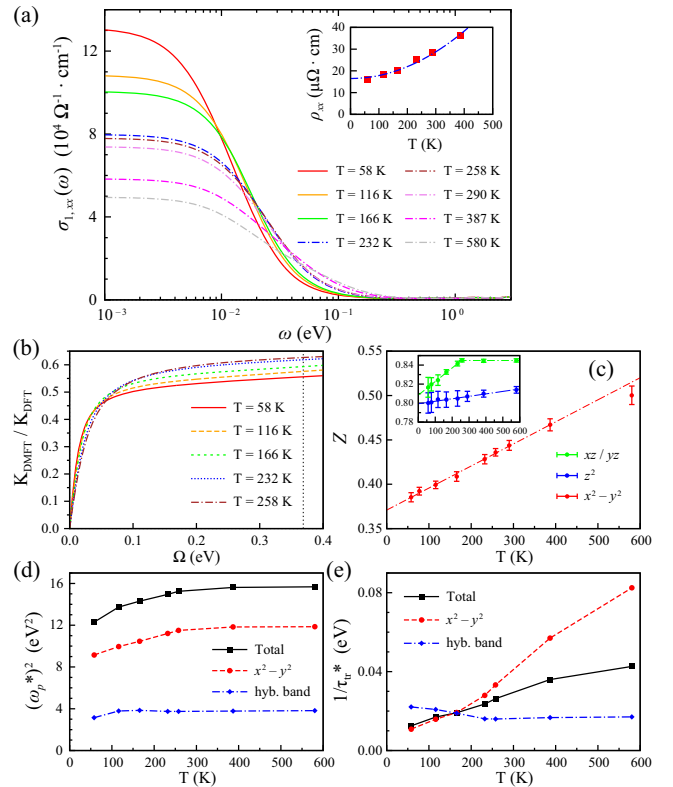 (a)
σ1, xx(ω) (10⁴ Ω⁻¹ · cm⁻¹)
12
8
4
0
10⁻³
10⁻²
10⁻¹
10⁰
ω (eV)
ρxx (μΩ · cm)
40
30
20
10
0
0 100 200 300 400 500
T (K)
T = 58 K
T = 116 K
T = 166 K
T = 232 K
T = 258 K
T = 290 K
T = 387 K
T = 580 K
(b)
K_DMFT / K_DFT
0.6
0.5
0.4
0.3
0.2
0.1
0.0
0.0 0.1 0.2 0.3 0.4
Ω (eV)
T = 58 K
T = 116 K
T = 166 K
T = 232 K
T = 258 K
(c)
Z
0.50
0.45
0.40
0.35
0.55
0 100 200 300 400 500 600
T (K)
0.84
0.82
0.80
0.78
0 100 200 300 400 500 600
xz / yz
z²
x² − y²
(d)
(ωp*)² (eV²)
16
12
8
4
0
0 100 200 300 400 500 600
T (K)
Total
x² − y²
hyb. band
(e)
1/τtr* (eV)
0.08
0.04
0.00
0 100 200 300 400 500 600
T (K)
Total
x² − y²
hyb. band